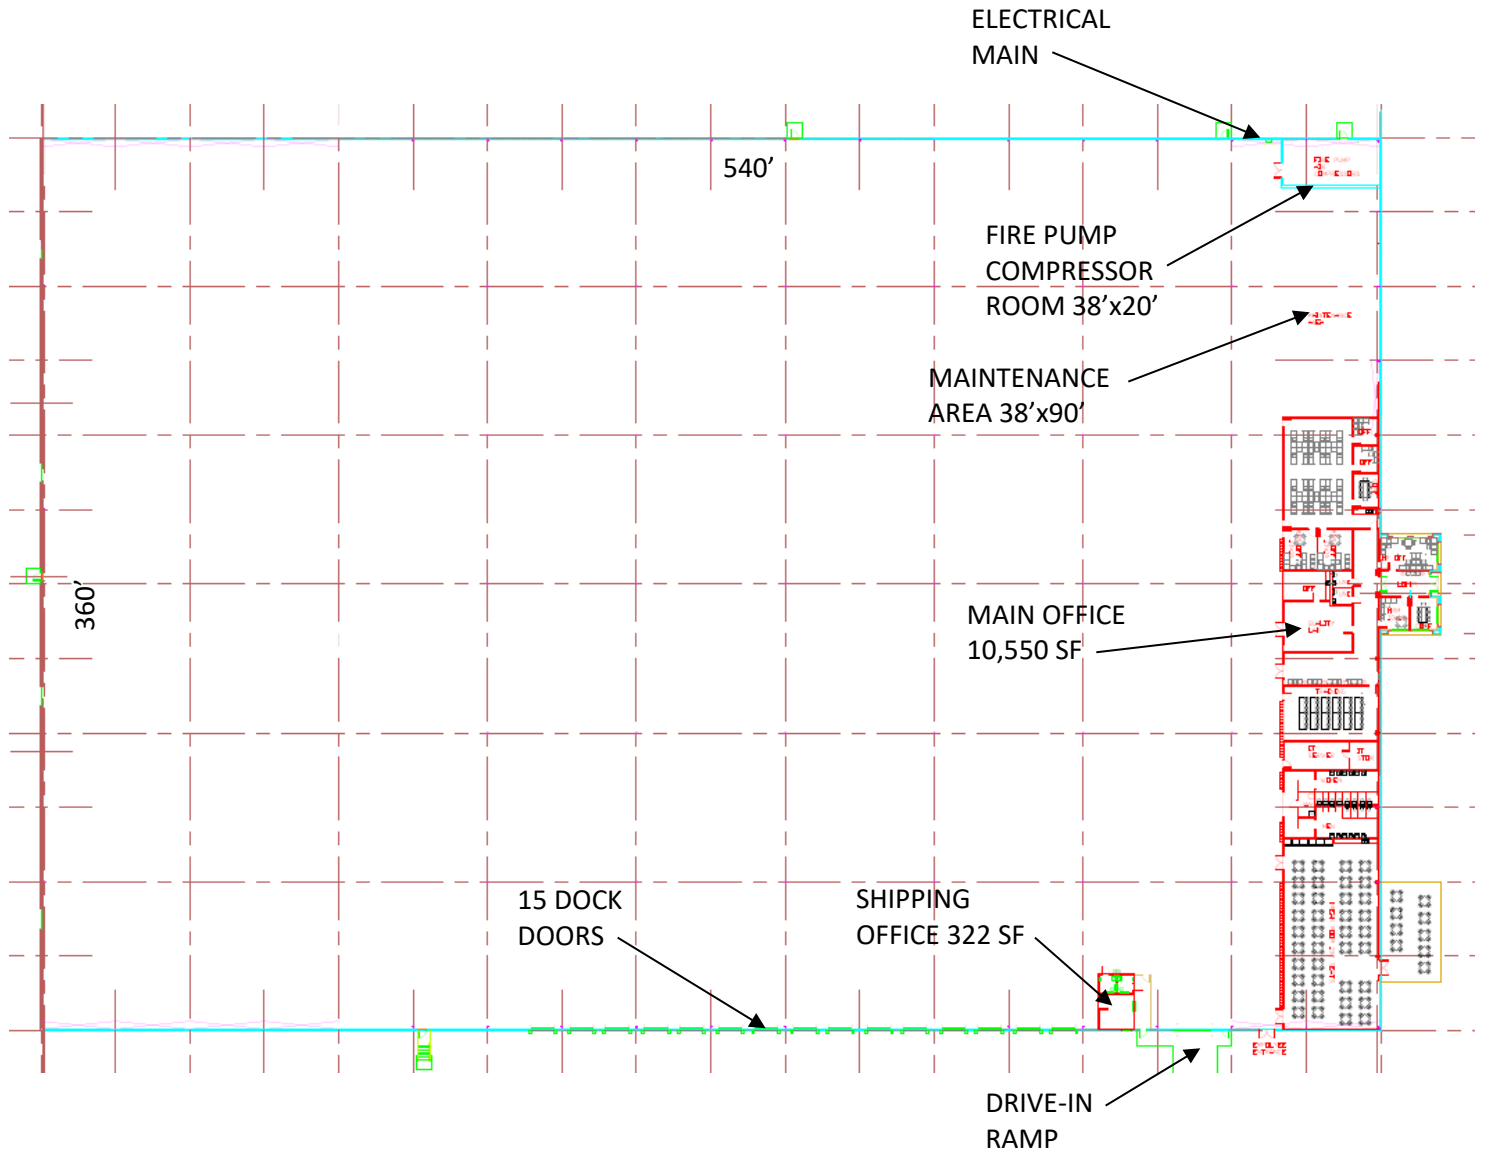 ELECTRICAL
MAIN
540’
FIRE PUMP
COMPRESSOR
ROOM 38’x20’
MAINTENANCE
AREA 38’x90’
360’
MAIN OFFICE
10,550 SF
15 DOCK
DOORS
SHIPPING
OFFICE 322 SF
DRIVE-IN
RAMP